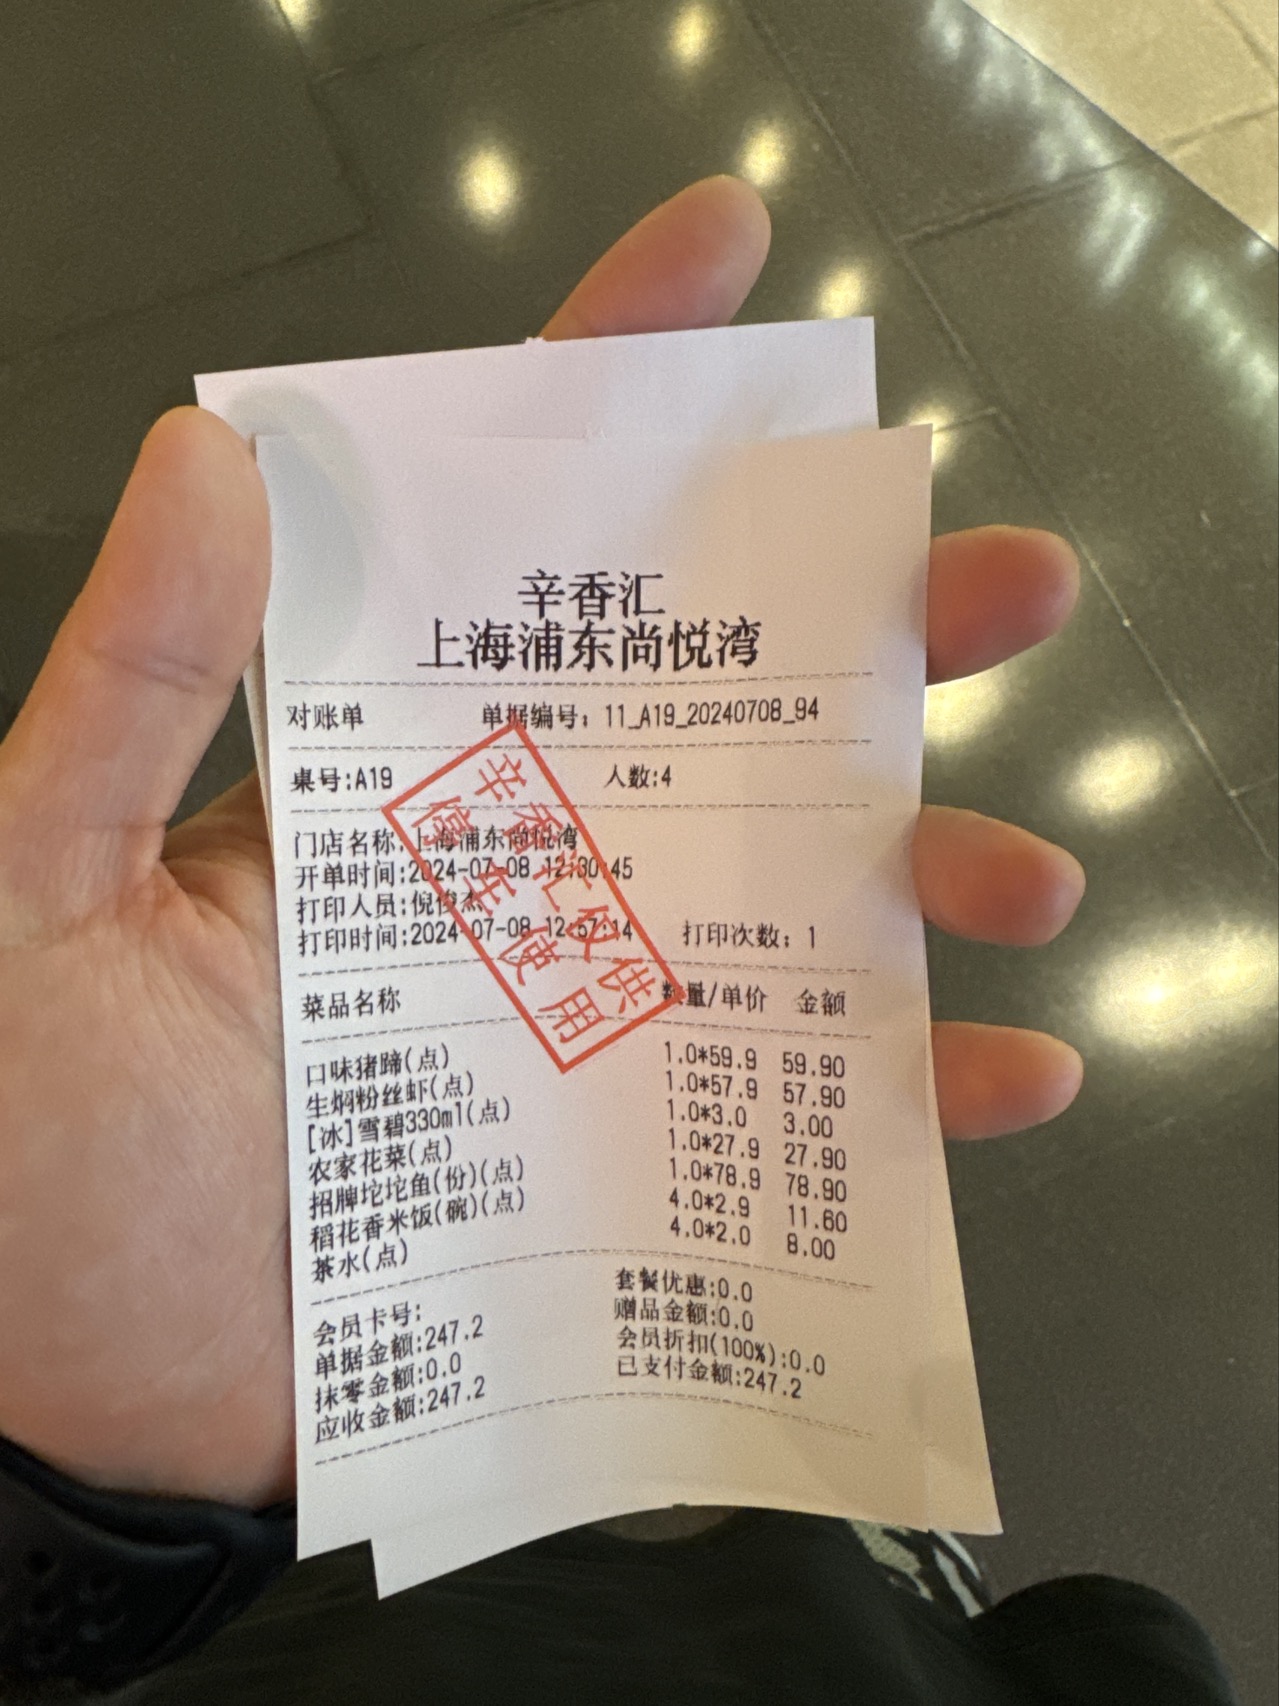 辛香汇
上海浦东尚悦湾
对账单 单据编号：11_A19_20240708_94
桌号:A19 人数:4
门店名称:上海浦东尚悦湾
开单时间:2024-07-08 12:30:45
打印人员:倪俊杰
打印时间:2024-07-08 12:57:14 打印次数：1
辛香汇仅供
停车使用
菜品名称 数量/单价 金额
口味猪蹄(点) 1.0*59.9 59.90
生焗粉丝虾(点) 1.0*57.9 57.90
[冰]雪碧330ml(点) 1.0*3.0 3.00
农家花菜(点) 1.0*27.9 27.90
招牌坨坨鱼(份)(点) 1.0*78.9 78.90
稻花香米饭(碗)(点) 4.0*2.9 11.60
茶水(点) 4.0*2.0 8.00
会员卡号: 套餐优惠:0.0
单据金额:247.2 赠品金额:0.0
抹零金额:0.0 会员折扣(100%):0.0
应收金额:247.2 已支付金额:247.2